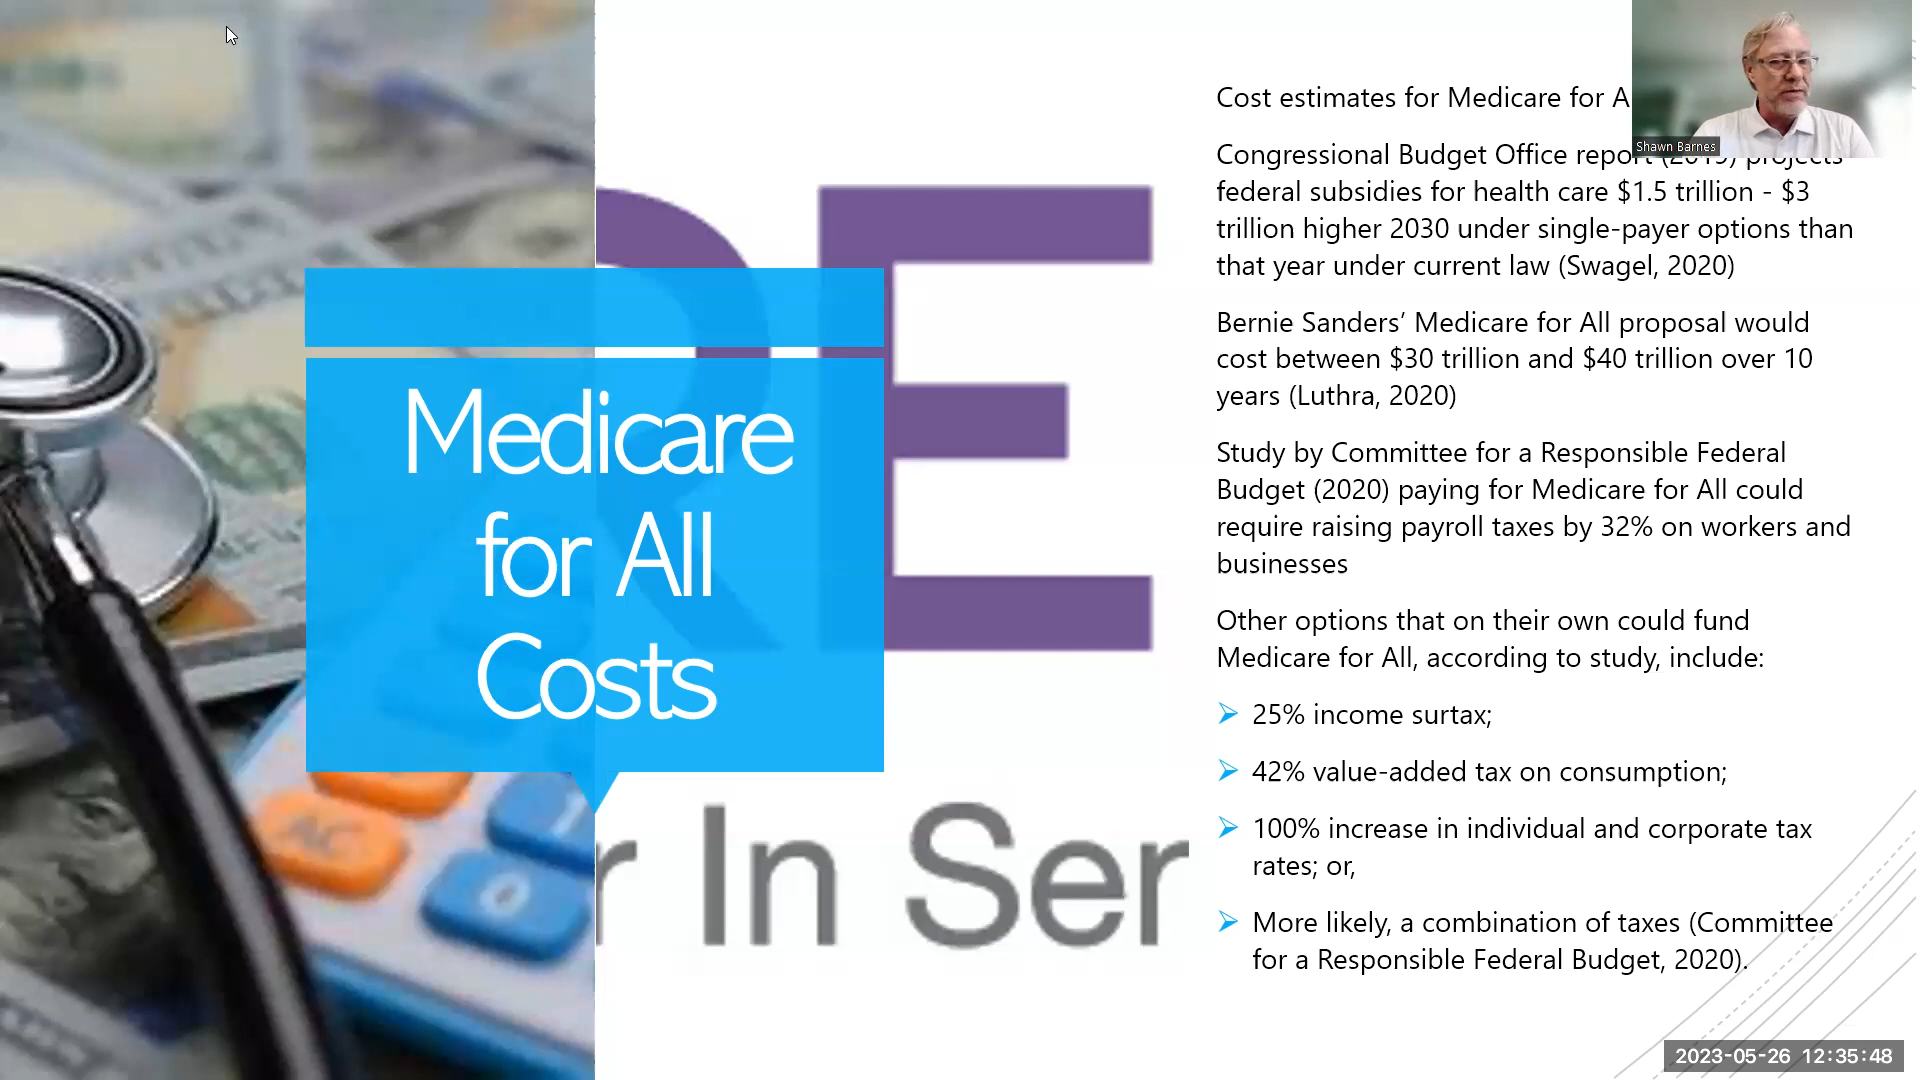 Medicare
for All
Costs
RE
r In Ser
AC
0
Cost estimates for Medicare for A
Shawn Barnes
Congressional Budget Office report projects
federal subsidies for health care $1.5 trillion - $3
trillion higher 2030 under single-payer options than
that year under current law (Swagel, 2020)
Bernie Sanders’ Medicare for All proposal would
cost between $30 trillion and $40 trillion over 10
years (Luthra, 2020)
Study by Committee for a Responsible Federal
Budget (2020) paying for Medicare for All could
require raising payroll taxes by 32% on workers and
businesses
Other options that on their own could fund
Medicare for All, according to study, include:
25% income surtax;
42% value-added tax on consumption;
100% increase in individual and corporate tax
rates; or,
More likely, a combination of taxes (Committee
for a Responsible Federal Budget, 2020).
2023-05-26 12:35:48